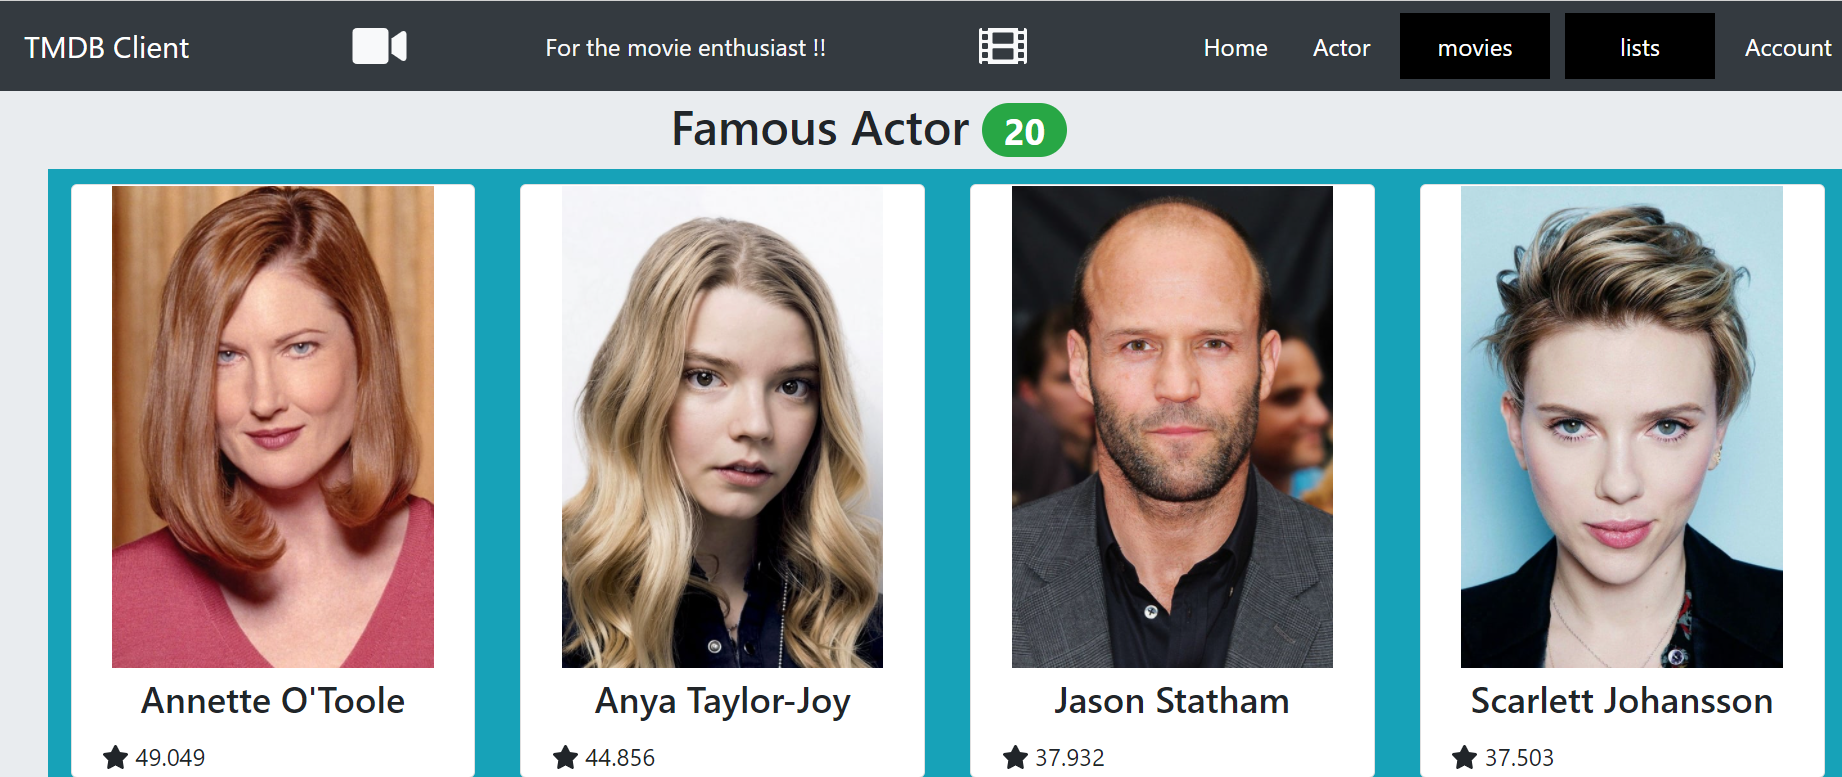 TMDB Client For the movie enthusiast !! Home Actor movies lists Account
Famous Actor 20
Annette O'Toole Anya Taylor-Joy Jason Statham Scarlett Johansson
49.049 44.856 37.932 37.503